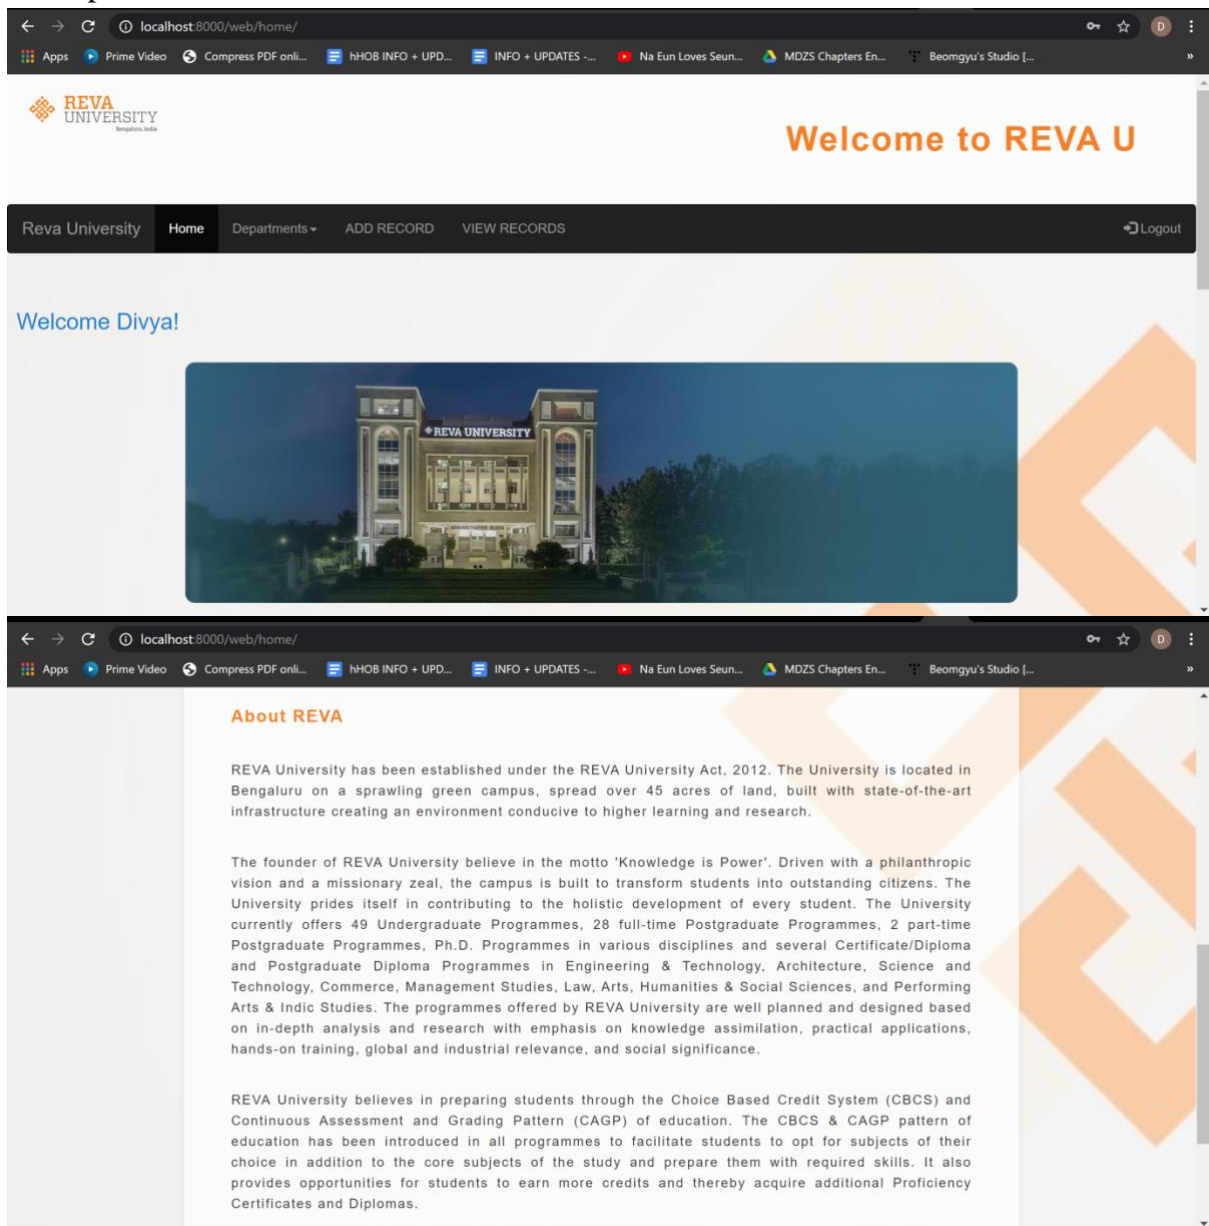 localhost:8000/web/home/
D
Apps Prime Video Compress PDF onli... hHOB INFO + UPD... INFO + UPDATES -... Na Eun Loves Seun... MDZS Chapters En... Beomgyu's Studio [... »
REVA
UNIVERSITY
Bengaluru, India
Welcome to REVA U
Reva University Home Departments ADD RECORD VIEW RECORDS Logout
Welcome Divya!
REVA UNIVERSITY
ADMINISTRATIVE BLOCK
localhost:8000/web/home/
D
Apps Prime Video Compress PDF onli... hHOB INFO + UPD... INFO + UPDATES -... Na Eun Loves Seun... MDZS Chapters En... Beomgyu's Studio [... »
About REVA
REVA University has been established under the REVA University Act, 2012. The University is located in
Bengaluru on a sprawling green campus, spread over 45 acres of land, built with state-of-the-art
infrastructure creating an environment conducive to higher learning and research.
The founder of REVA University believe in the motto 'Knowledge is Power'. Driven with a philanthropic
vision and a missionary zeal, the campus is built to transform students into outstanding citizens. The
University prides itself in contributing to the holistic development of every student. The University
currently offers 49 Undergraduate Programmes, 28 full-time Postgraduate Programmes, 2 part-time
Postgraduate Programmes, Ph.D. Programmes in various disciplines and several Certificate/Diploma
and Postgraduate Diploma Programmes in Engineering & Technology, Architecture, Science and
Technology, Commerce, Management Studies, Law, Arts, Humanities & Social Sciences, and Performing
Arts & Indic Studies. The programmes offered by REVA University are well planned and designed based
on in-depth analysis and research with emphasis on knowledge assimilation, practical applications,
hands-on training, global and industrial relevance, and social significance.
REVA University believes in preparing students through the Choice Based Credit System (CBCS) and
Continuous Assessment and Grading Pattern (CAGP) of education. The CBCS & CAGP pattern of
education has been introduced in all programmes to facilitate students to opt for subjects of their
choice in addition to the core subjects of the study and prepare them with required skills. It also
provides opportunities for students to earn more credits and thereby acquire additional Proficiency
Certificates and Diplomas.